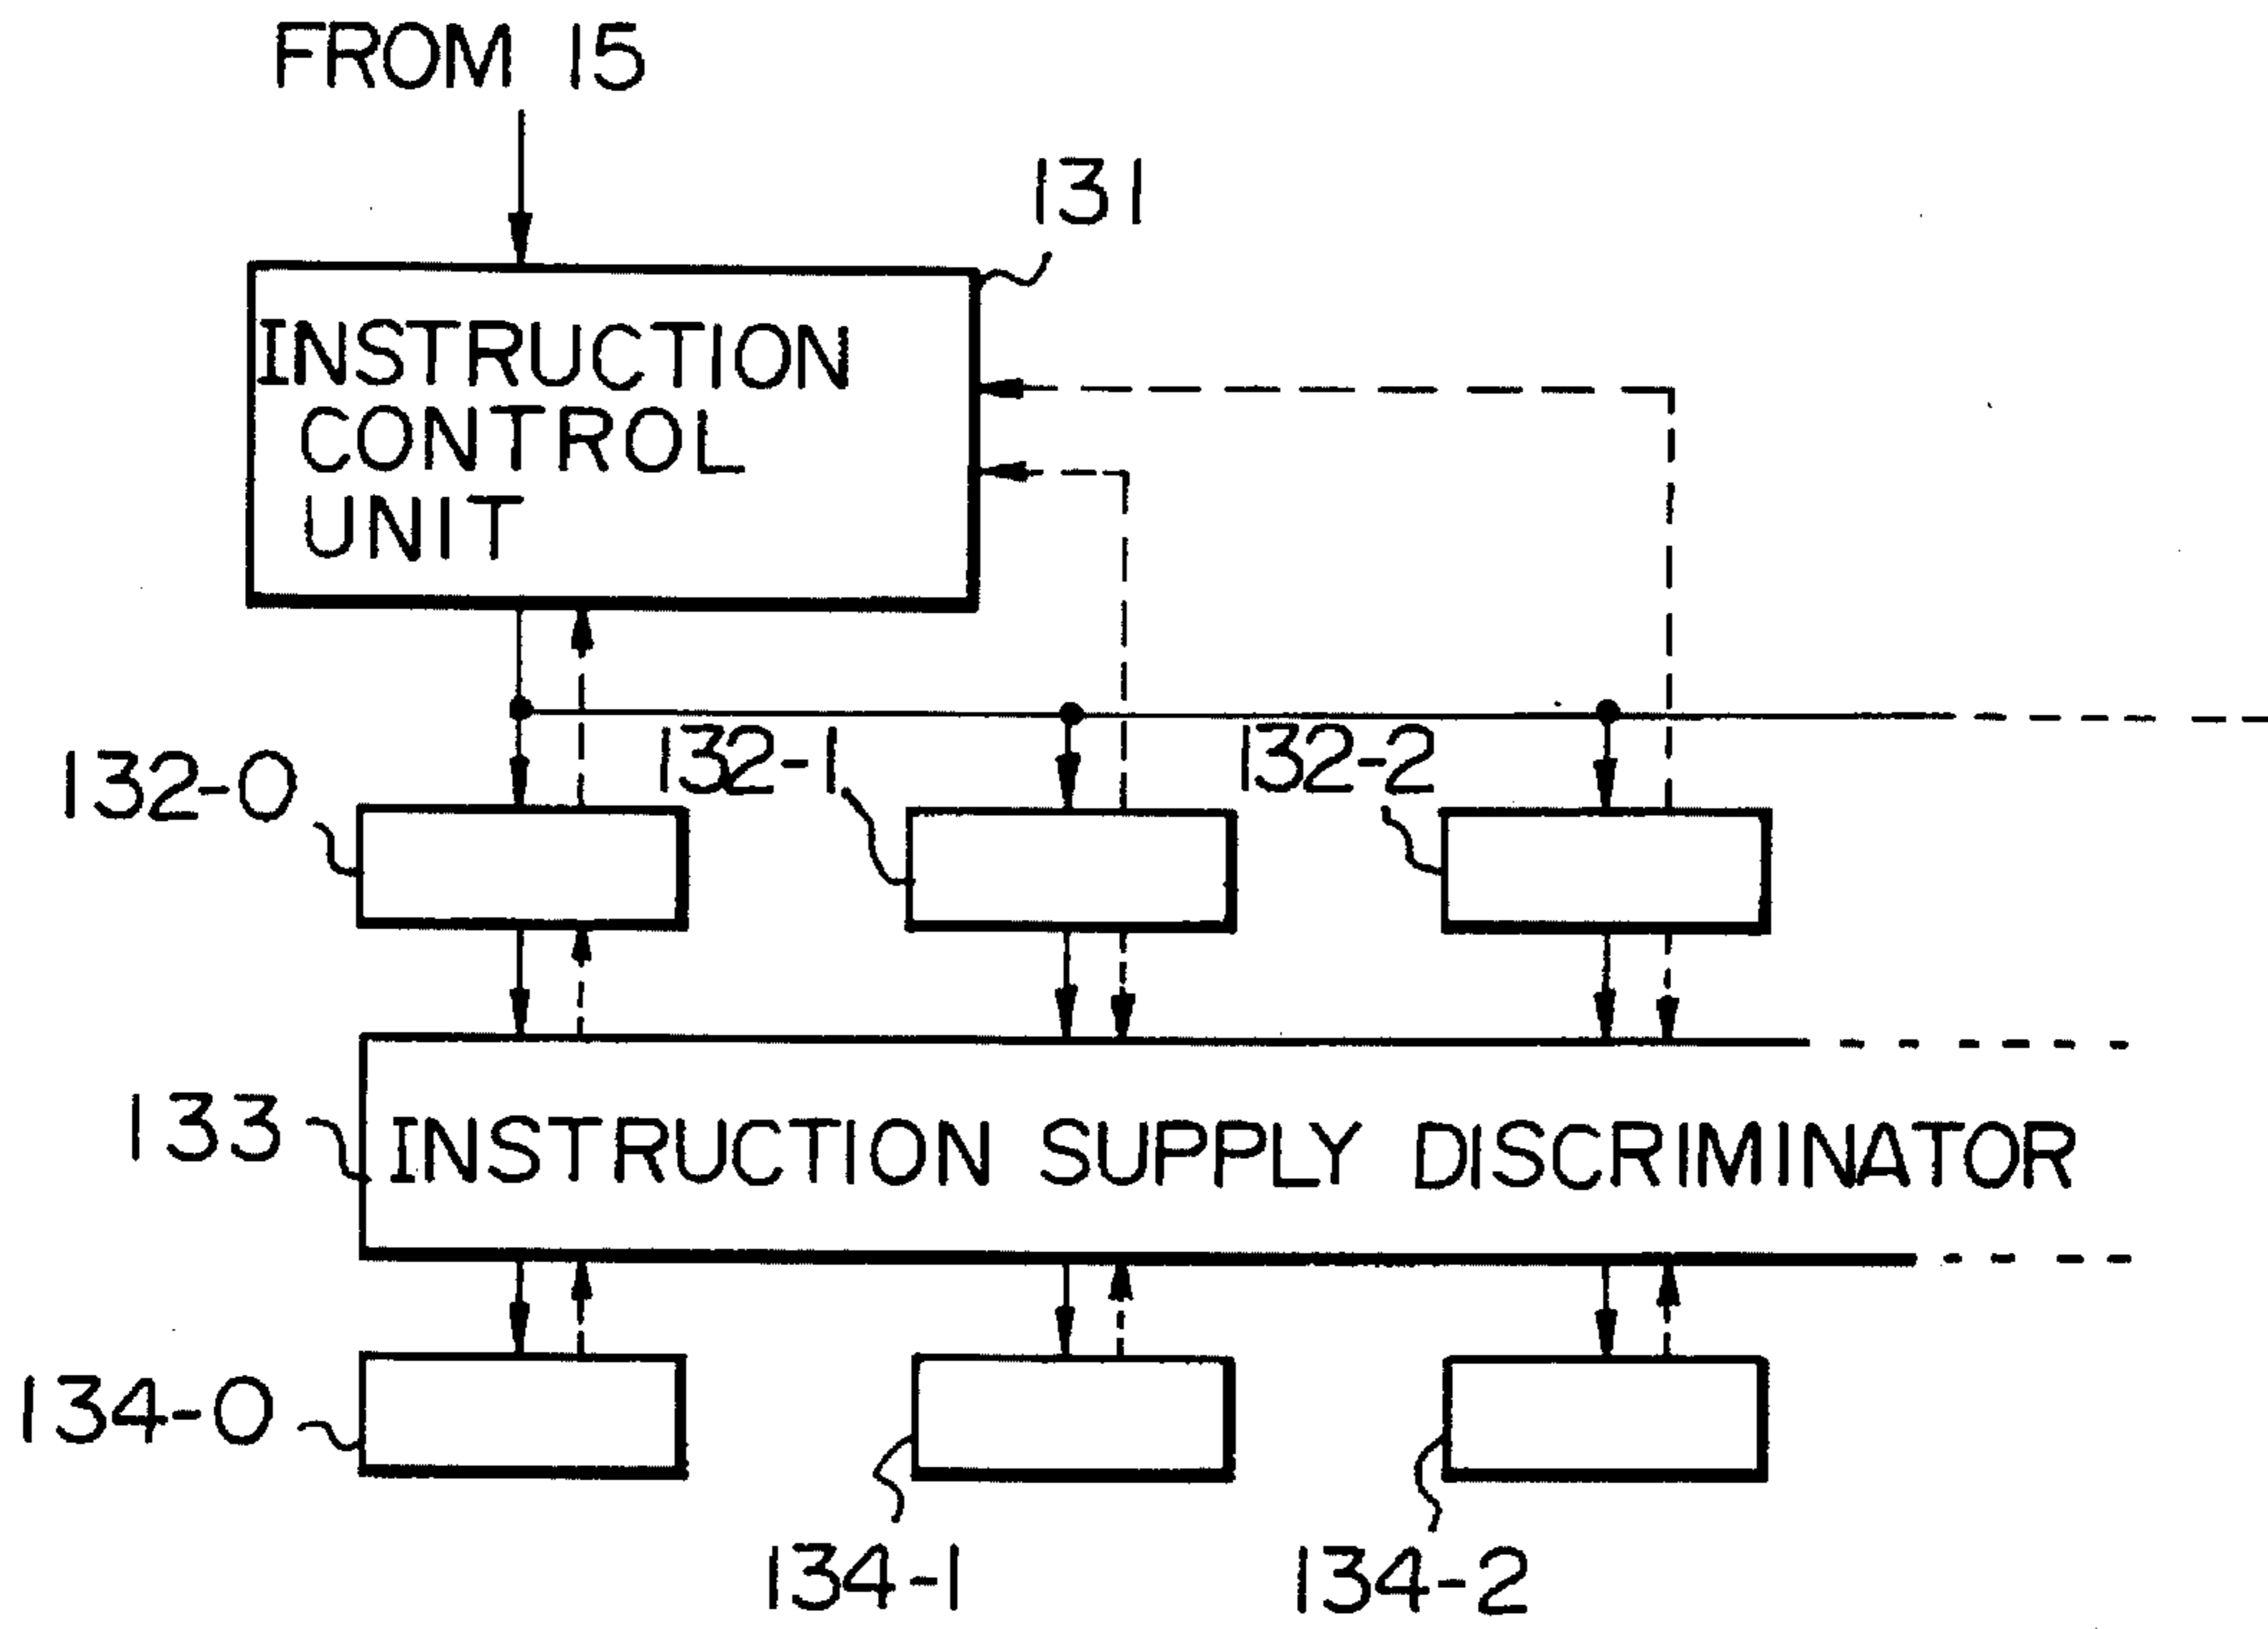 FROM 15
131
INSTRUCTION
CONTROL
UNIT
132-0
132-1
132-2
133
INSTRUCTION SUPPLY DISCRIMINATOR
134-0
134-1
134-2